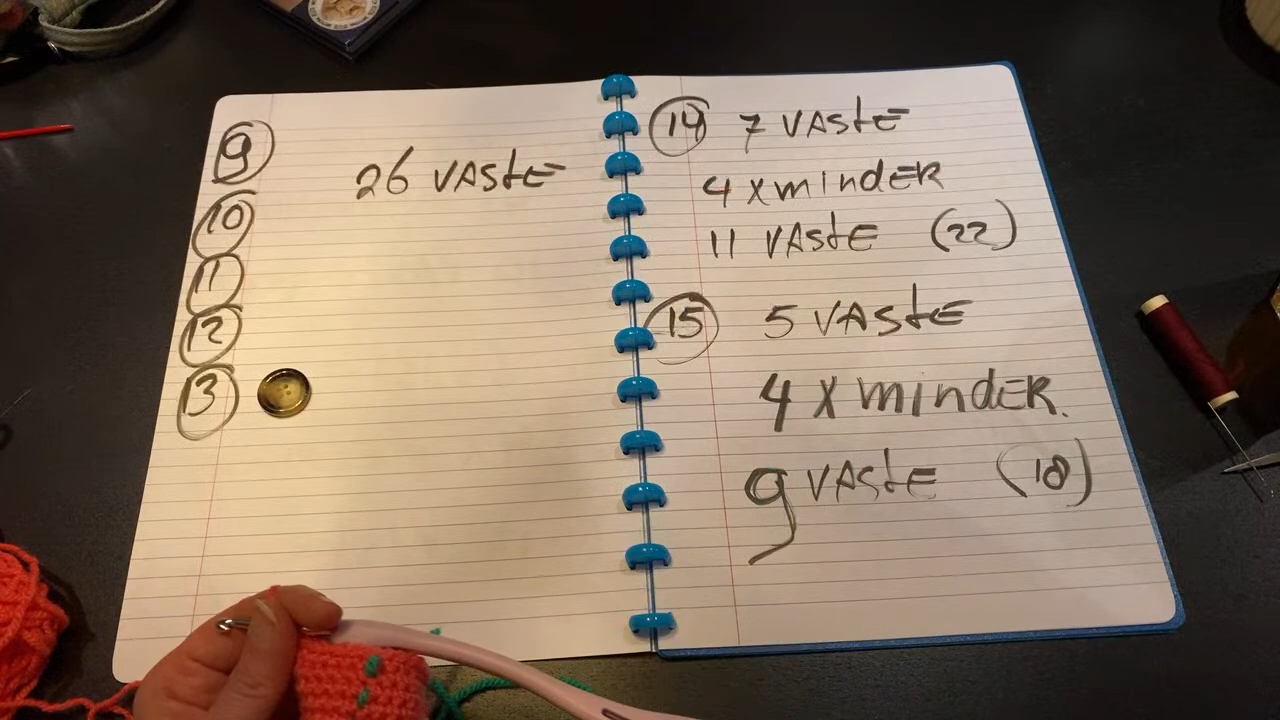 9
26 VASTE
10
11
12
13
14 7 VASTE
4 x mindER
11 VASTE (22)
15 5 VASTE
4 x mindER.
9 VASTE (18)